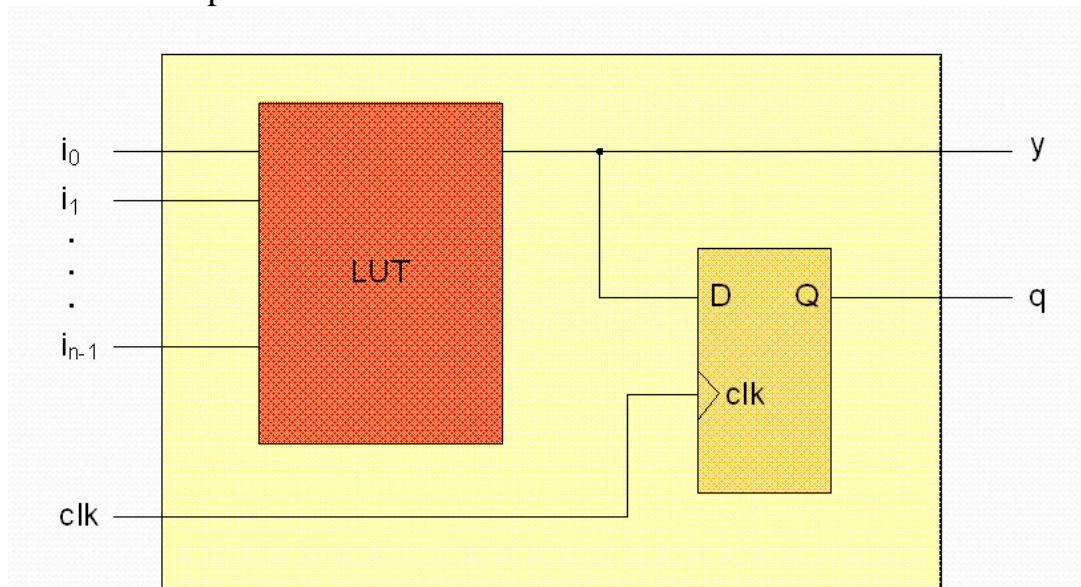 i0
y
i1
.
.
.
LUT
D Q
q
in-1
clk
clk